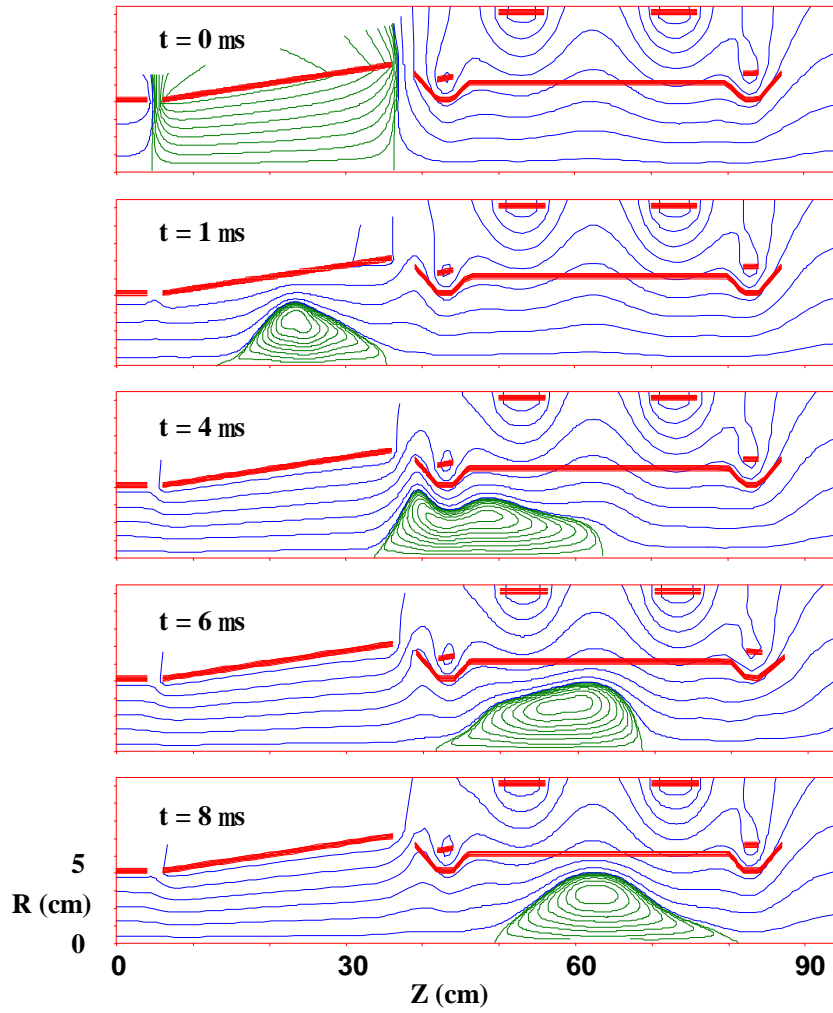 t = 0 ms
t = 1 ms
t = 4 ms
t = 6 ms
t = 8 ms
5
R (cm)
0
0 30 60 90
Z (cm)